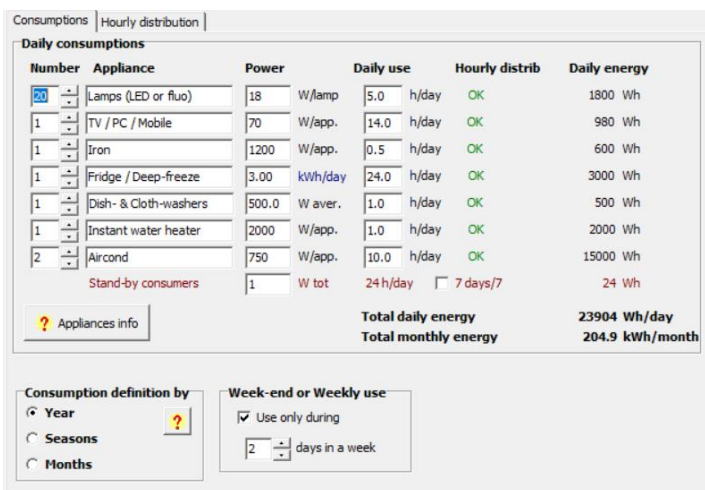 Consumptions Hourly distribution
Daily consumptions
Number Appliance Power Daily use Hourly distrib Daily energy
20 Lamps (LED or fluo) 18 W/lamp 5.0 h/day OK 1800 Wh
1 TV / PC / Mobile 70 W/app. 14.0 h/day OK 980 Wh
1 Iron 1200 W/app. 0.5 h/day OK 600 Wh
1 Fridge / Deep-freeze 3.00 kWh/day 24.0 h/day OK 3000 Wh
1 Dish- & Cloth-washers 500.0 W aver. 1.0 h/day OK 500 Wh
1 Instant water heater 2000 W/app. 1.0 h/day OK 2000 Wh
2 Aircond 750 W/app. 10.0 h/day OK 15000 Wh
Stand-by consumers 1 W tot 24 h/day 7 days/7 24 Wh
? Appliances info
Total daily energy 23904 Wh/day
Total monthly energy 204.9 kWh/month
Consumption definition by
Year
?
Seasons
Months
Week-end or Weekly use
Use only during
2 days in a week